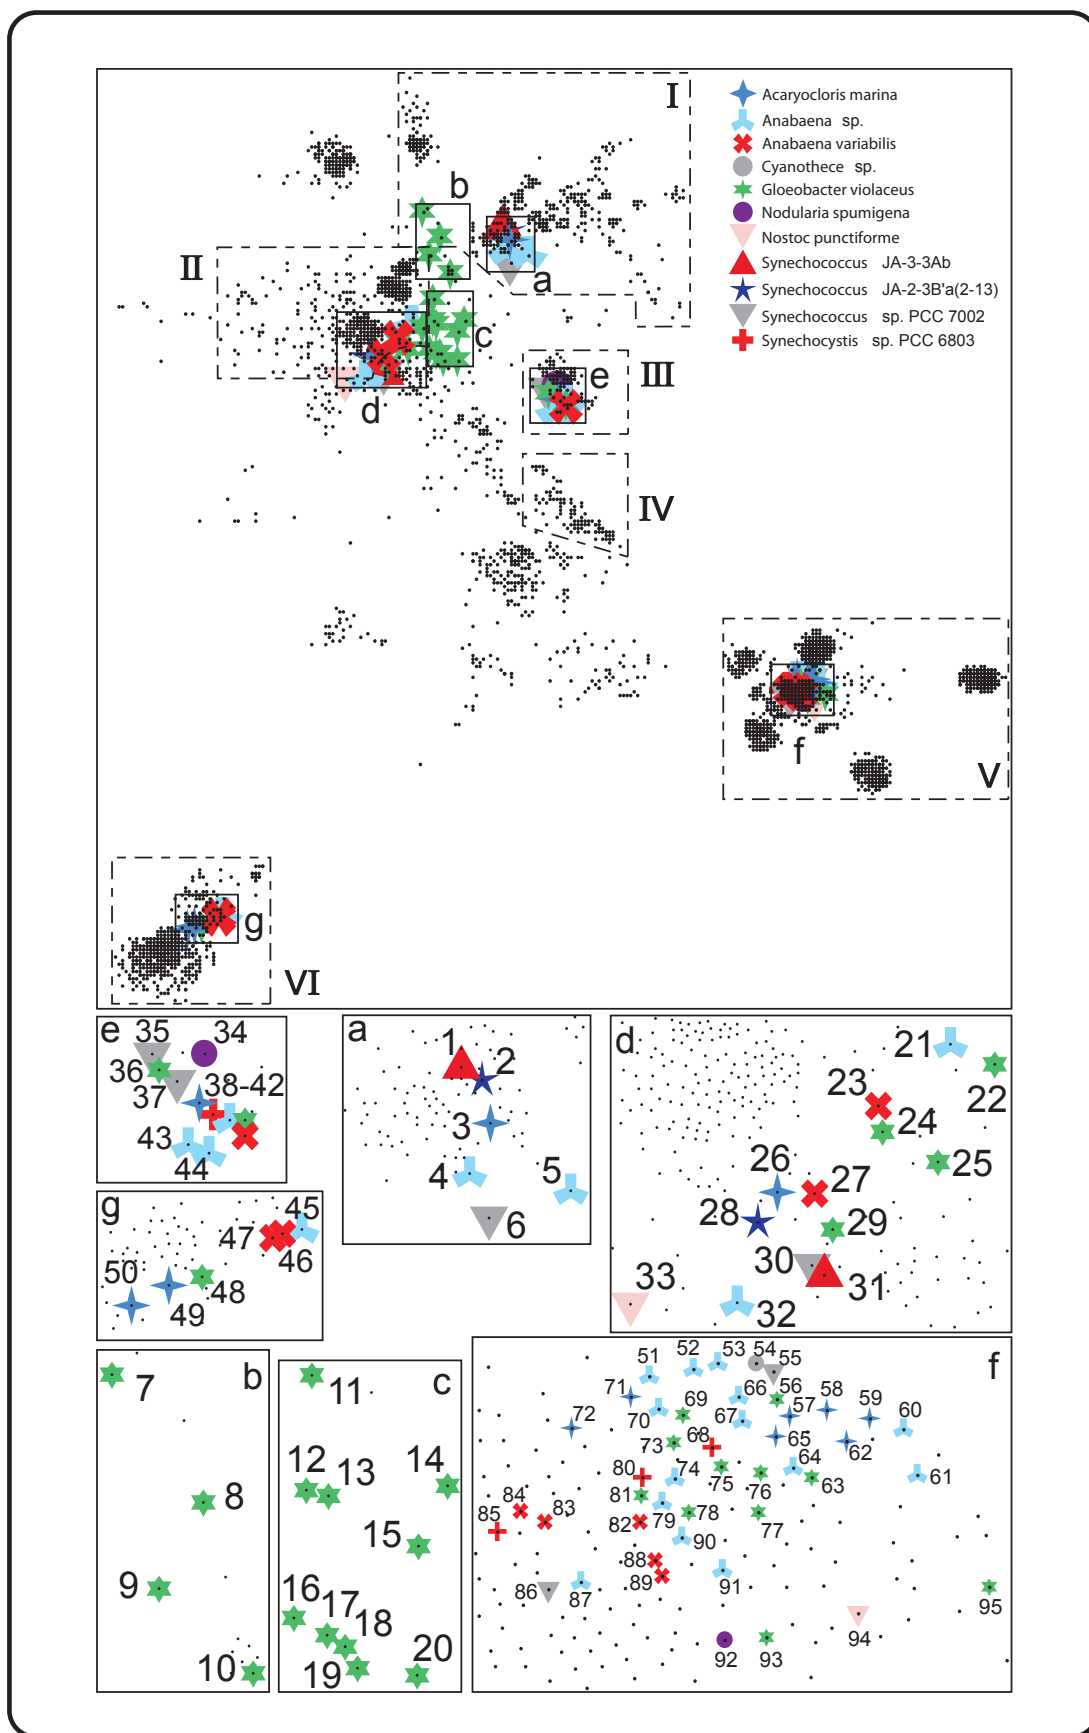 I
Acaryocloris marina
Anabaena sp.
Anabaena variabilis
Cyanothece sp.
Gloeobacter violaceus
Nodularia spumigena
Nostoc punctiforme
Synechococcus JA-3-3Ab
Synechococcus JA-2-3B'a(2-13)
Synechococcus sp. PCC 7002
Synechocystis sp. PCC 6803
b
a
II
c
d
III
e
IV
V
f
VI
g
e
35 34
36
37 38-42
43
44
a
1
2
3
4 5
6
d
21
22
23
24
25
26
27
28
29
30
31
32
33
g
45
47
46
48
49
50
b
7
8
9
10
c
11
12 13 14
15
16 17
18
19 20
f
51 52 53 54 55
71 70 69 66 56 58 59
72 67 57 60
73 68 65 62
80 74 75 76 64 63 61
84 83 81 79 78 77
85 82
90
88
86 87 89 91
95
94
92 93